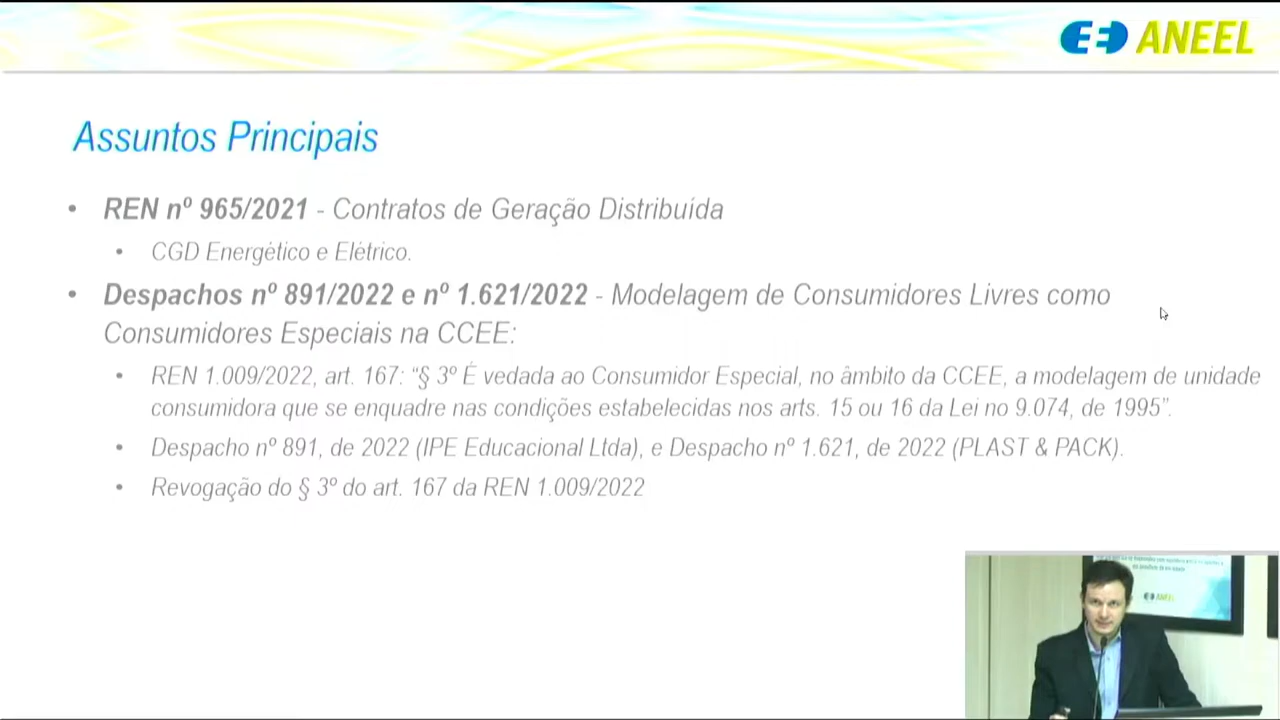 ANEEL
Assuntos Principais
• REN nº 965/2021 - Contratos de Geração Distribuída
• CGD Energético e Elétrico.
• Despachos nº 891/2022 e nº 1.621/2022 - Modelagem de Consumidores Livres como
Consumidores Especiais na CCEE:
• REN 1.009/2022, art. 167: “§ 3º É vedada ao Consumidor Especial, no âmbito da CCEE, a modelagem de unidade
consumidora que se enquadre nas condições estabelecidas nos arts. 15 ou 16 da Lei no 9.074, de 1995”.
• Despacho nº 891, de 2022 (IPE Educacional Ltda), e Despacho nº 1.621, de 2022 (PLAST & PACK).
• Revogação do § 3º do art. 167 da REN 1.009/2022
ANEEL